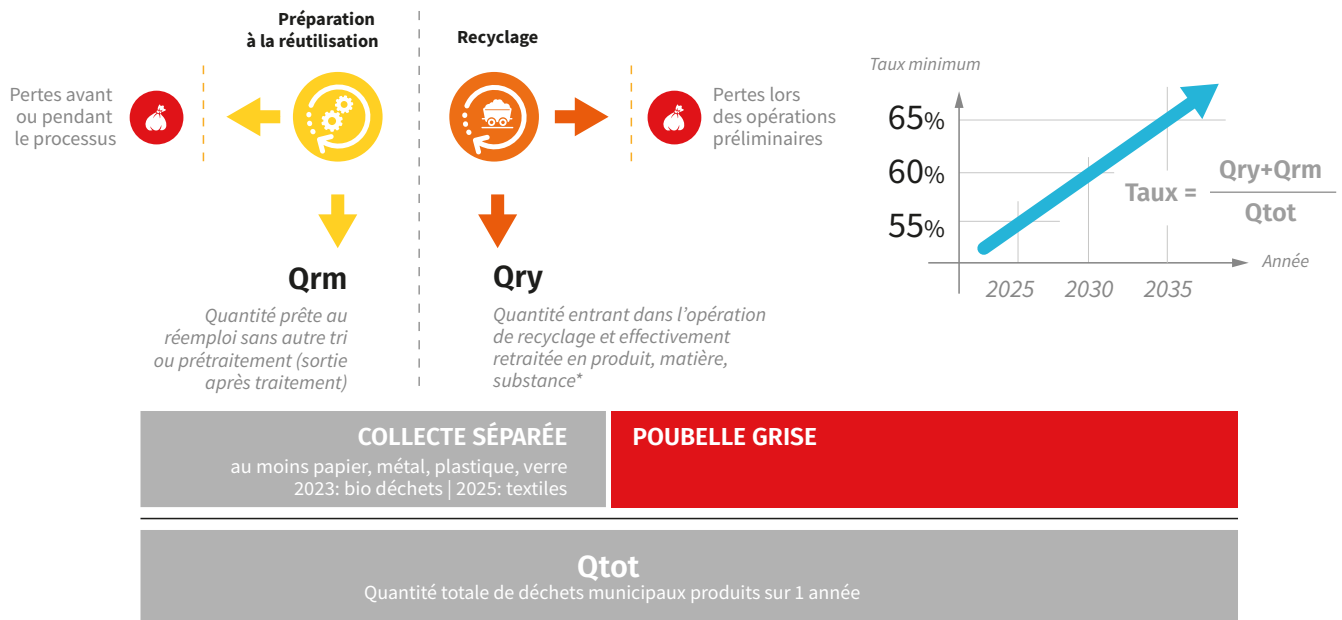 Préparation
à la réutilisation
Recyclage
Pertes avant
ou pendant
le processus
Pertes lors
des opérations
préliminaires
Qrm
Quantité prête au
réemploi sans autre tri
ou prétraitement (sortie
après traitement)
Qry
Quantité entrant dans l’opération
de recyclage et effectivement
retraitée en produit, matière,
substance*
Taux minimum
65%
60%
55%
Taux =
Qry+Qrm
Qtot
Année
2025
2030
2035
COLLECTE SÉPARÉE
au moins papier, métal, plastique, verre
2023: bio déchets | 2025: textiles
POUBELLE GRISE
Qtot
Quantité totale de déchets municipaux produits sur 1 année